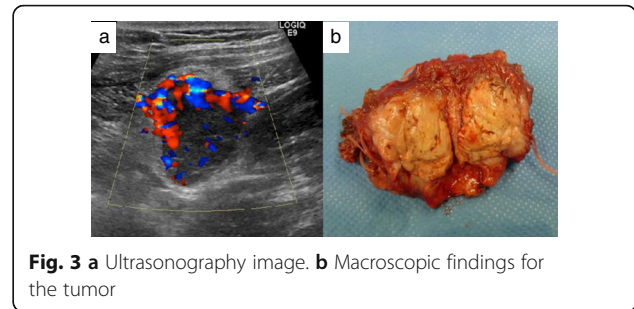 a
LOGIQ
E9
b
Fig. 3 a Ultrasonography image. b Macroscopic findings for
the tumor